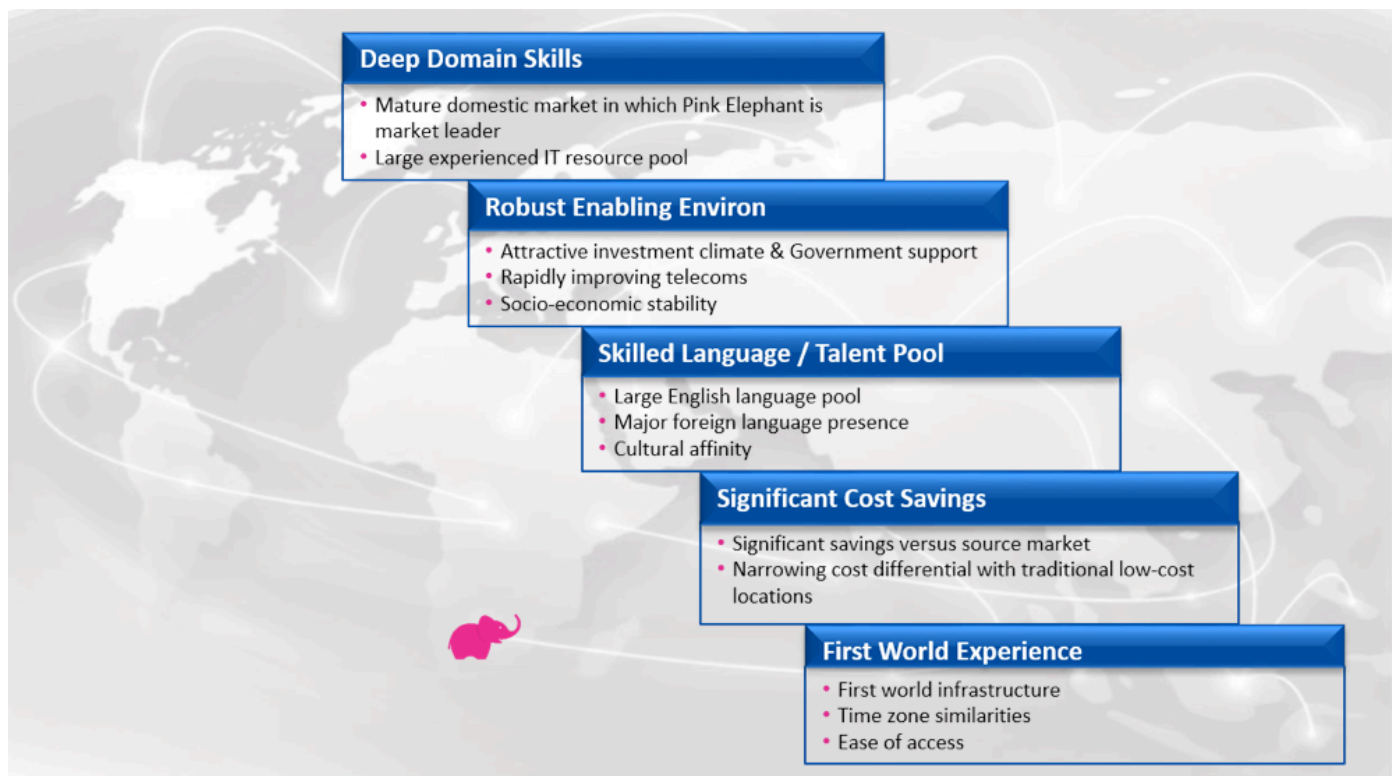 Deep Domain Skills
• Mature domestic market in which Pink Elephant is
market leader
• Large experienced IT resource pool
Robust Enabling Environ
• Attractive investment climate & Government support
• Rapidly improving telecoms
• Socio-economic stability
Skilled Language / Talent Pool
• Large English language pool
• Major foreign language presence
• Cultural affinity
Significant Cost Savings
• Significant savings versus source market
• Narrowing cost differential with traditional low-cost
locations
First World Experience
• First world infrastructure
• Time zone similarities
• Ease of access